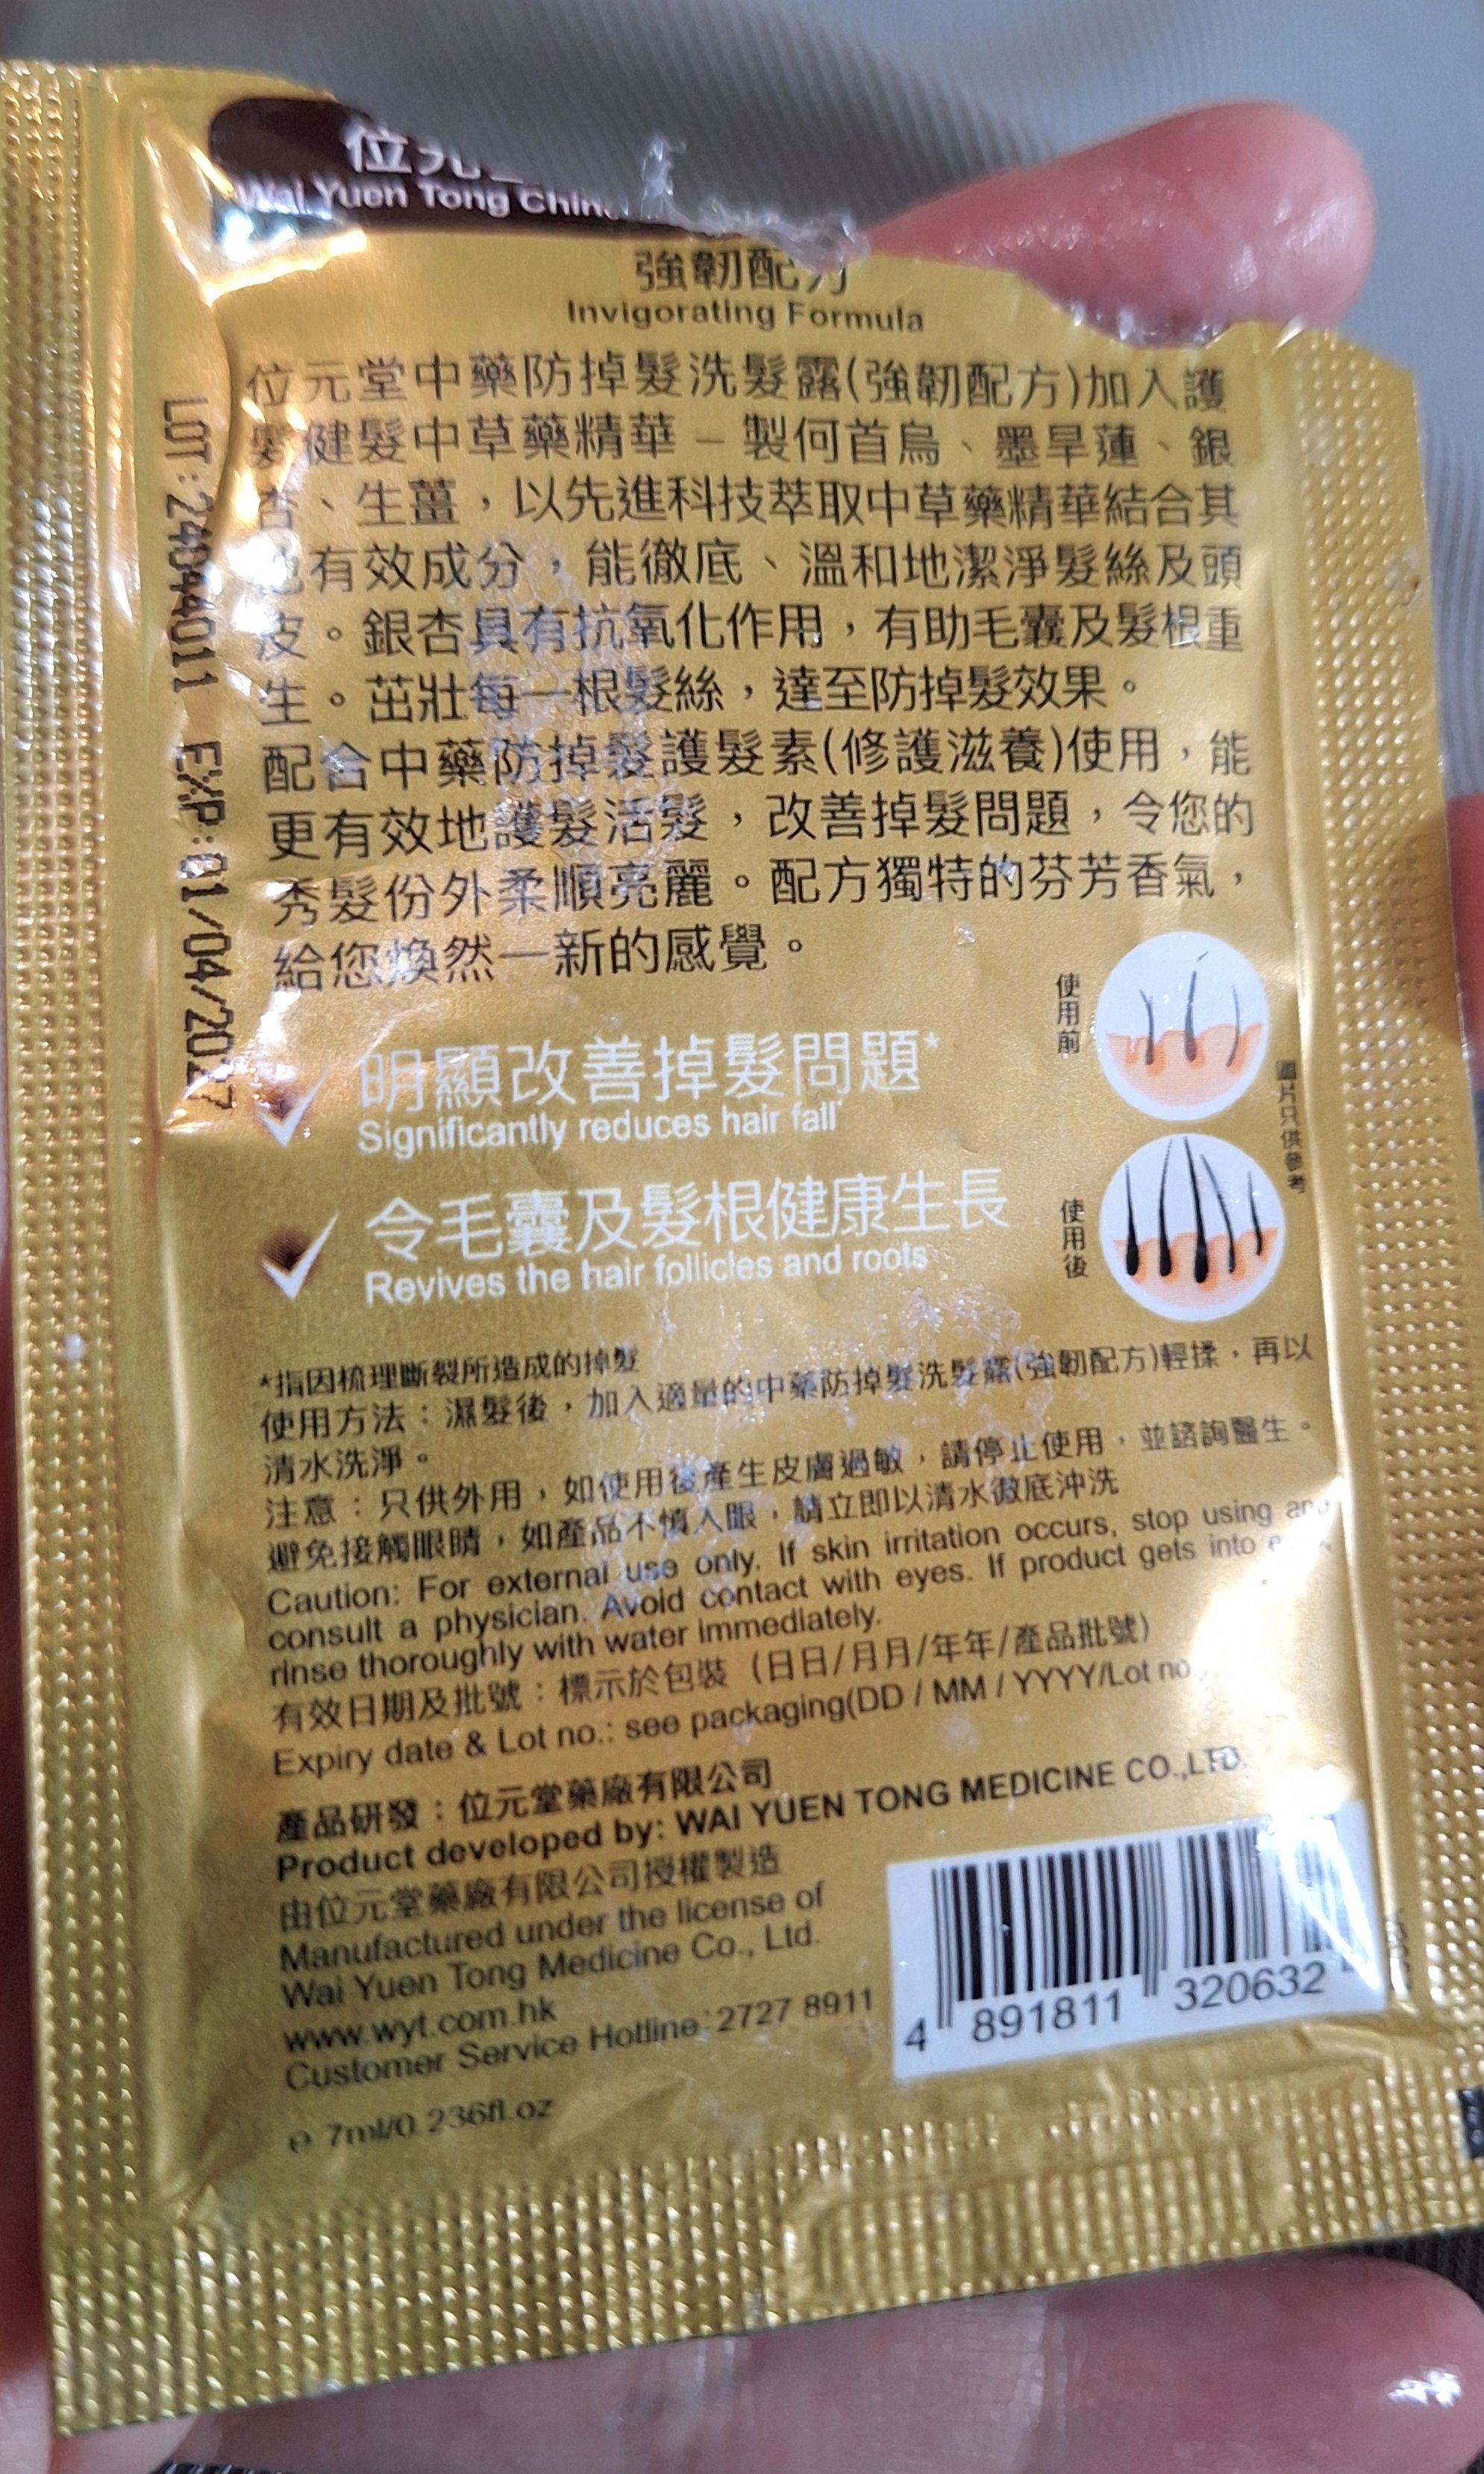 位元
Wai Yuen Tong Chin
強韌配方
Invigorating Formula
位元堂中藥防掉髮洗髮露(強韌配方)加入護
髮健髮中草藥精華 – 製何首烏、墨旱蓮、銀
杏、生薑，以先進科技萃取中草藥精華結合其
他有效成分，能徹底、溫和地潔淨髮絲及頭
皮。銀杏具有抗氧化作用，有助毛囊及髮根重
生。茁壯每一根髮絲，達至防掉髮效果。
配合中藥防掉髮護髮素(修護滋養)使用，能
更有效地護髮活髮，改善掉髮問題，令您的
秀髮份外柔順亮麗。配方獨特的芬芳香氣，
給您煥然一新的感覺。
LOT:24044011 EXP:01/04/2027
使用前
明顯改善掉髮問題*
Significantly reduces hair fall*
令毛囊及髮根健康生長
Revives the hair follicles and roots
使用後
圖片只供參考
*指因梳理斷裂所造成的掉髮
使用方法：濕髮後，加入適量的中藥防掉髮洗髮露(強韌配方)輕揉，再以
清水洗淨。
注意：只供外用，如使用後產生皮膚過敏，請停止使用，並諮詢醫生。
避免接觸眼睛，如產品不慎入眼，請立即以清水徹底沖洗
Caution: For external use only. If skin irritation occurs, stop using and
consult a physician. Avoid contact with eyes. If product gets into
rinse thoroughly with water immediately.
有效日期及批號：標示於包裝（日日/月月/年年/產品批號）
Expiry date & Lot no.: see packaging(DD / MM / YYYY/Lot no
產品研發：位元堂藥廠有限公司
Product developed by: WAI YUEN TONG MEDICINE CO.,LTD.
由位元堂藥廠有限公司授權製造
Manufactured under the license of
Wai Yuen Tong Medicine Co., Ltd.
www.wyt.com.hk
Customer Service Hotline: 2727 8911
℮ 7ml/0.236fl.oz
4 891811 320632